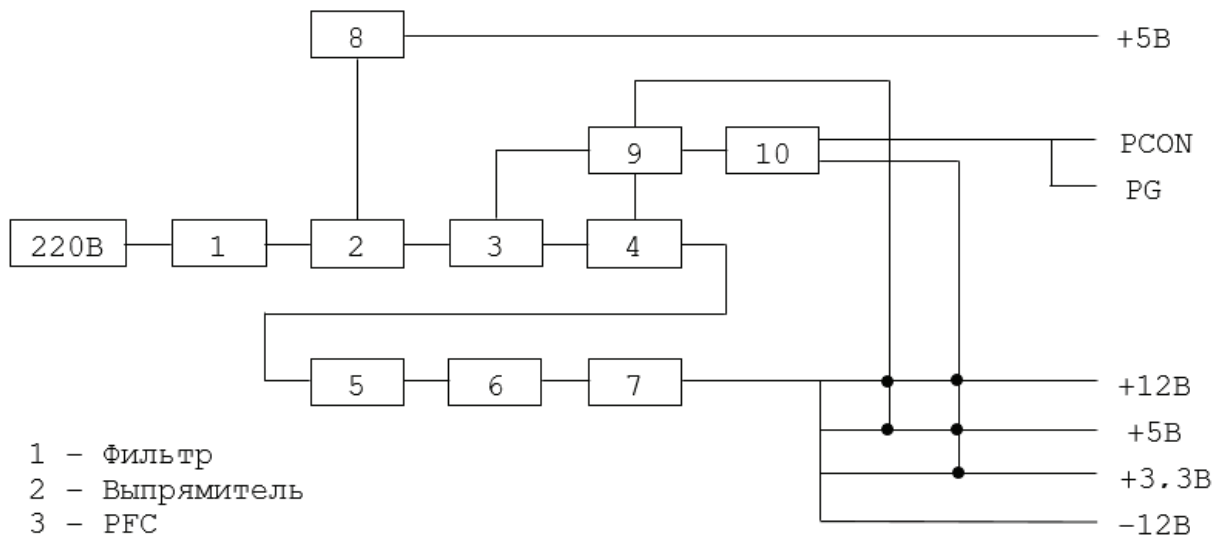 8
+5В
9
10
PCON
PG
220В
1
2
3
4
5
6
7
+12В
+5В
+3.3В
-12В
1 – Фильтр
2 – Выпрямитель
3 – PFC